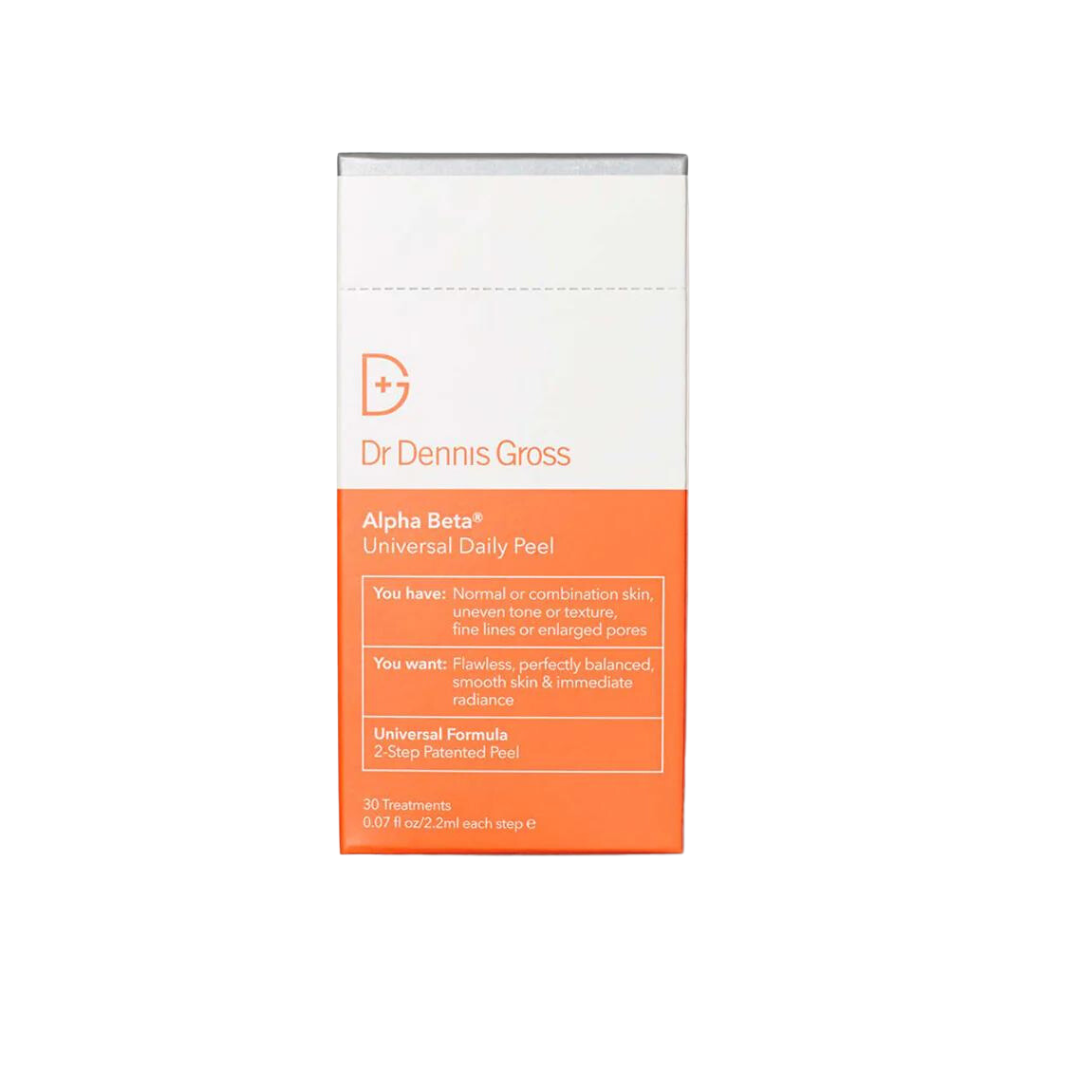 D+G
Dr Dennis Gross
Alpha Beta®
Universal Daily Peel
You have: Normal or combination skin,
uneven tone or texture,
fine lines or enlarged pores
You want: Flawless, perfectly balanced,
smooth skin & immediate
radiance
Universal Formula
2-Step Patented Peel
30 Treatments
0.07 fl oz/2.2ml each step ℮